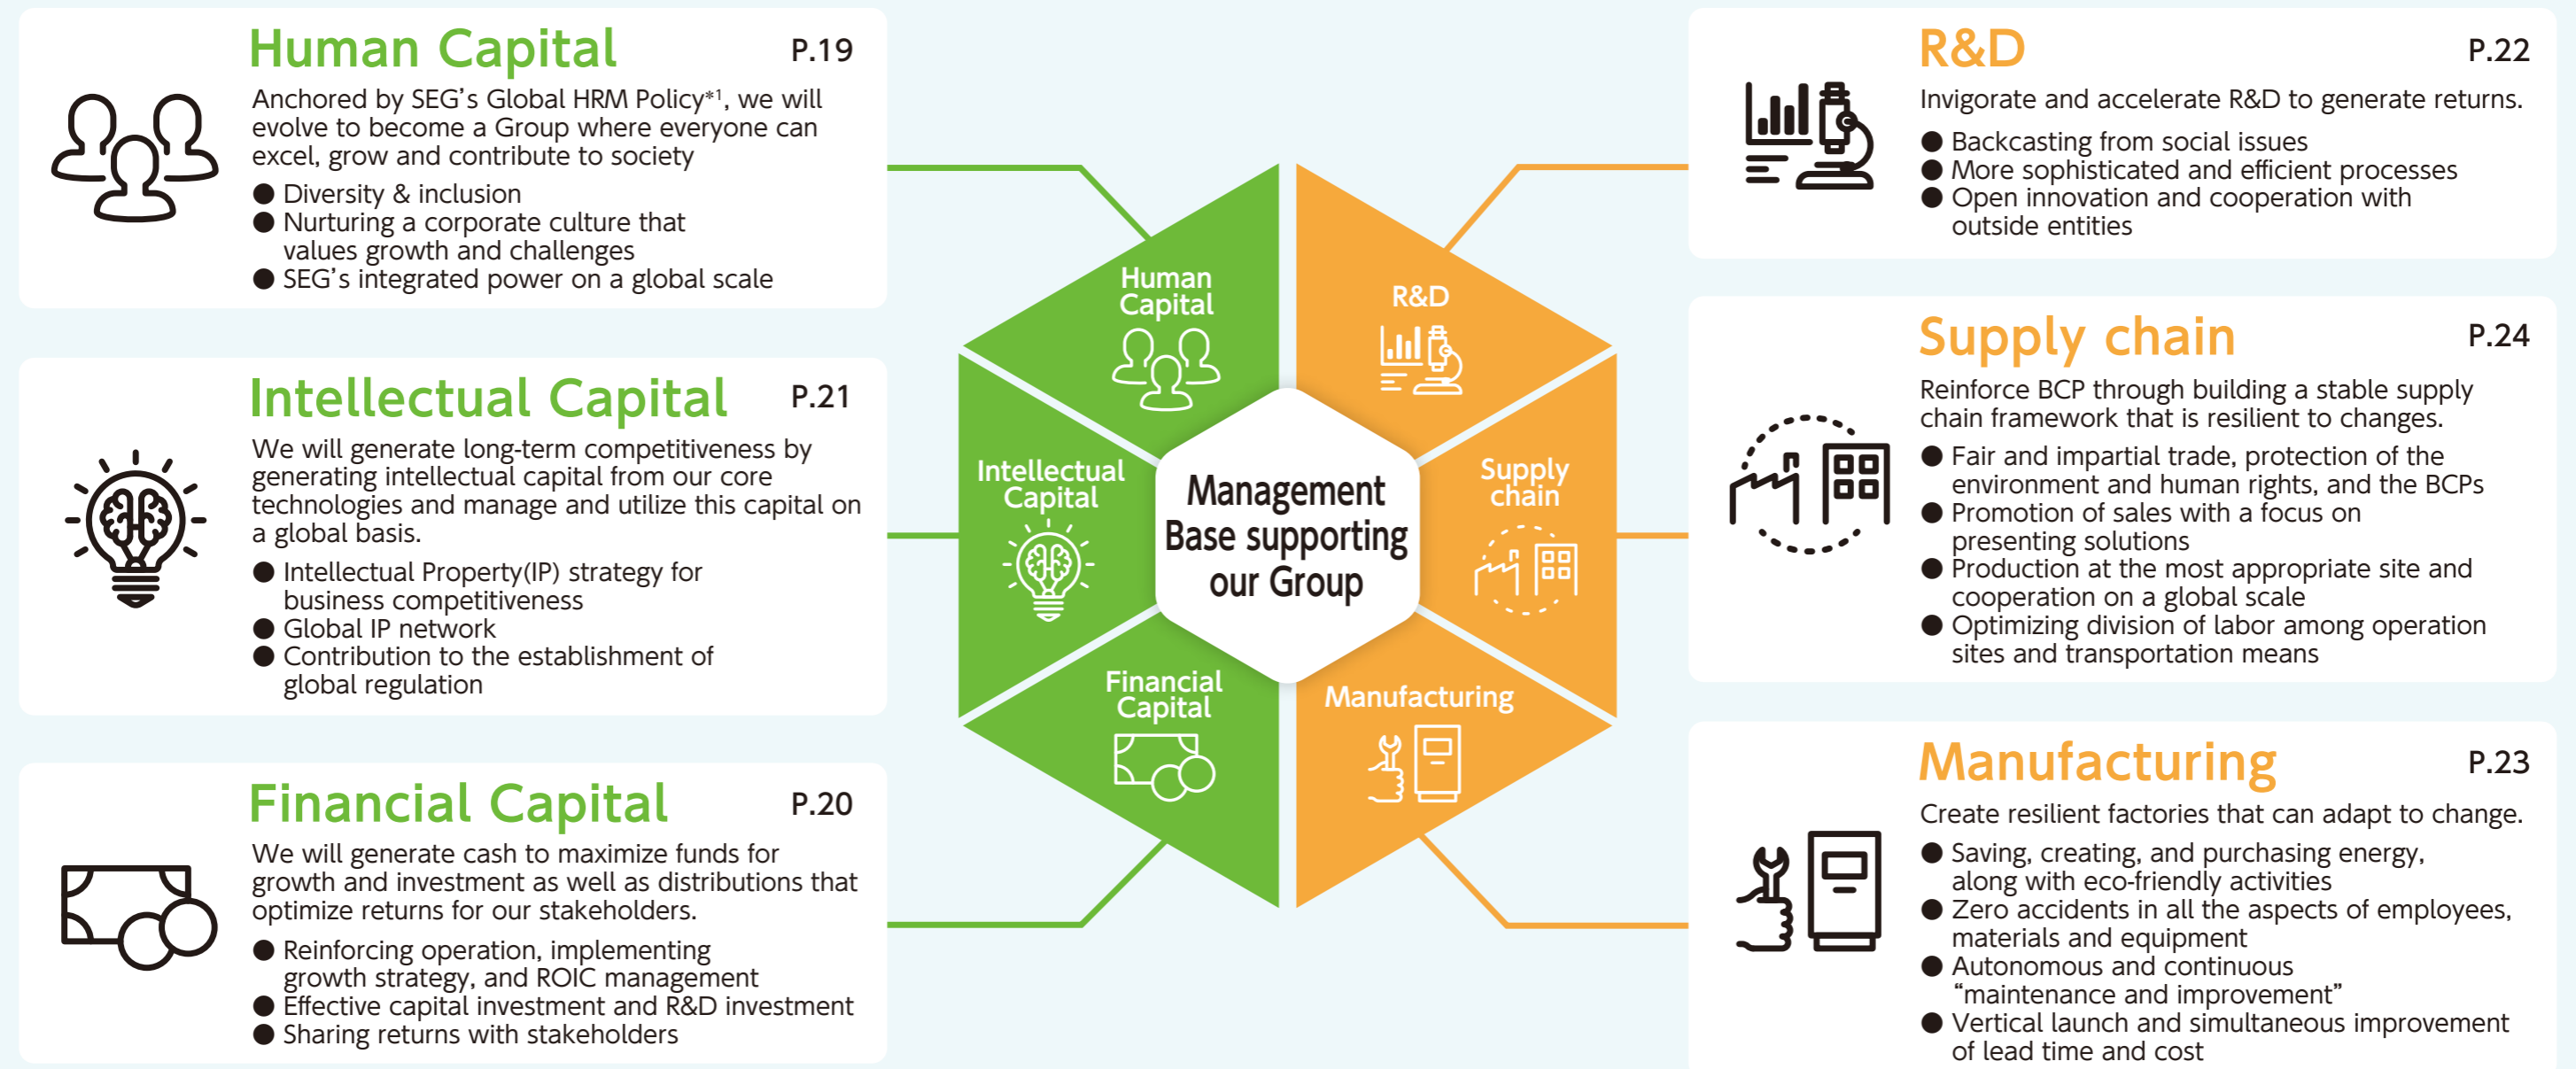 Human Capital
P.19
Anchored by SEG's Global HRM Policy*1, we will
evolve to become a Group where everyone can
excel, grow and contribute to society
● Diversity & inclusion
● Nurturing a corporate culture that
values growth and challenges
● SEG's integrated power on a global scale
Intellectual Capital
P.21
We will generate long-term competitiveness by
generating intellectual capital from our core
technologies and manage and utilize this capital on
a global basis.
● Intellectual Property(IP) strategy for
business competitiveness
● Global IP network
● Contribution to the establishment of
global regulation
Financial Capital
P.20
We will generate cash to maximize funds for
growth and investment as well as distributions that
optimize returns for our stakeholders.
● Reinforcing operation, implementing
growth strategy, and ROIC management
● Effective capital investment and R&D investment
● Sharing returns with stakeholders
Human
Capital
R&D
Intellectual
Capital
Management
Base supporting
our Group
Supply
chain
Financial
Capital
Manufacturing
R&D
P.22
Invigorate and accelerate R&D to generate returns.
● Backcasting from social issues
● More sophisticated and efficient processes
● Open innovation and cooperation with
outside entities
Supply chain
P.24
Reinforce BCP through building a stable supply
chain framework that is resilient to changes.
● Fair and impartial trade, protection of the
environment and human rights, and the BCPs
● Promotion of sales with a focus on
presenting solutions
● Production at the most appropriate site and
cooperation on a global scale
● Optimizing division of labor among operation
sites and transportation means
Manufacturing
P.23
Create resilient factories that can adapt to change.
● Saving, creating, and purchasing energy,
along with eco-friendly activities
● Zero accidents in all the aspects of employees,
materials and equipment
● Autonomous and continuous
“maintenance and improvement”
● Vertical launch and simultaneous improvement
of lead time and cost